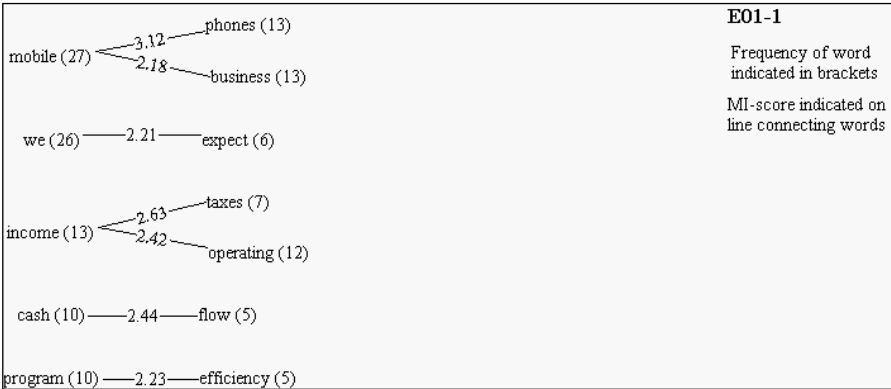 mobile (27)
3.12
phones (13)
2.18
business (13)
we (26)
2.21
expect (6)
income (13)
2.63
taxes (7)
2.42
operating (12)
cash (10)
2.44
flow (5)
program (10)
2.23
efficiency (5)
E01-1
Frequency of word
indicated in brackets
MI-score indicated on
line connecting words